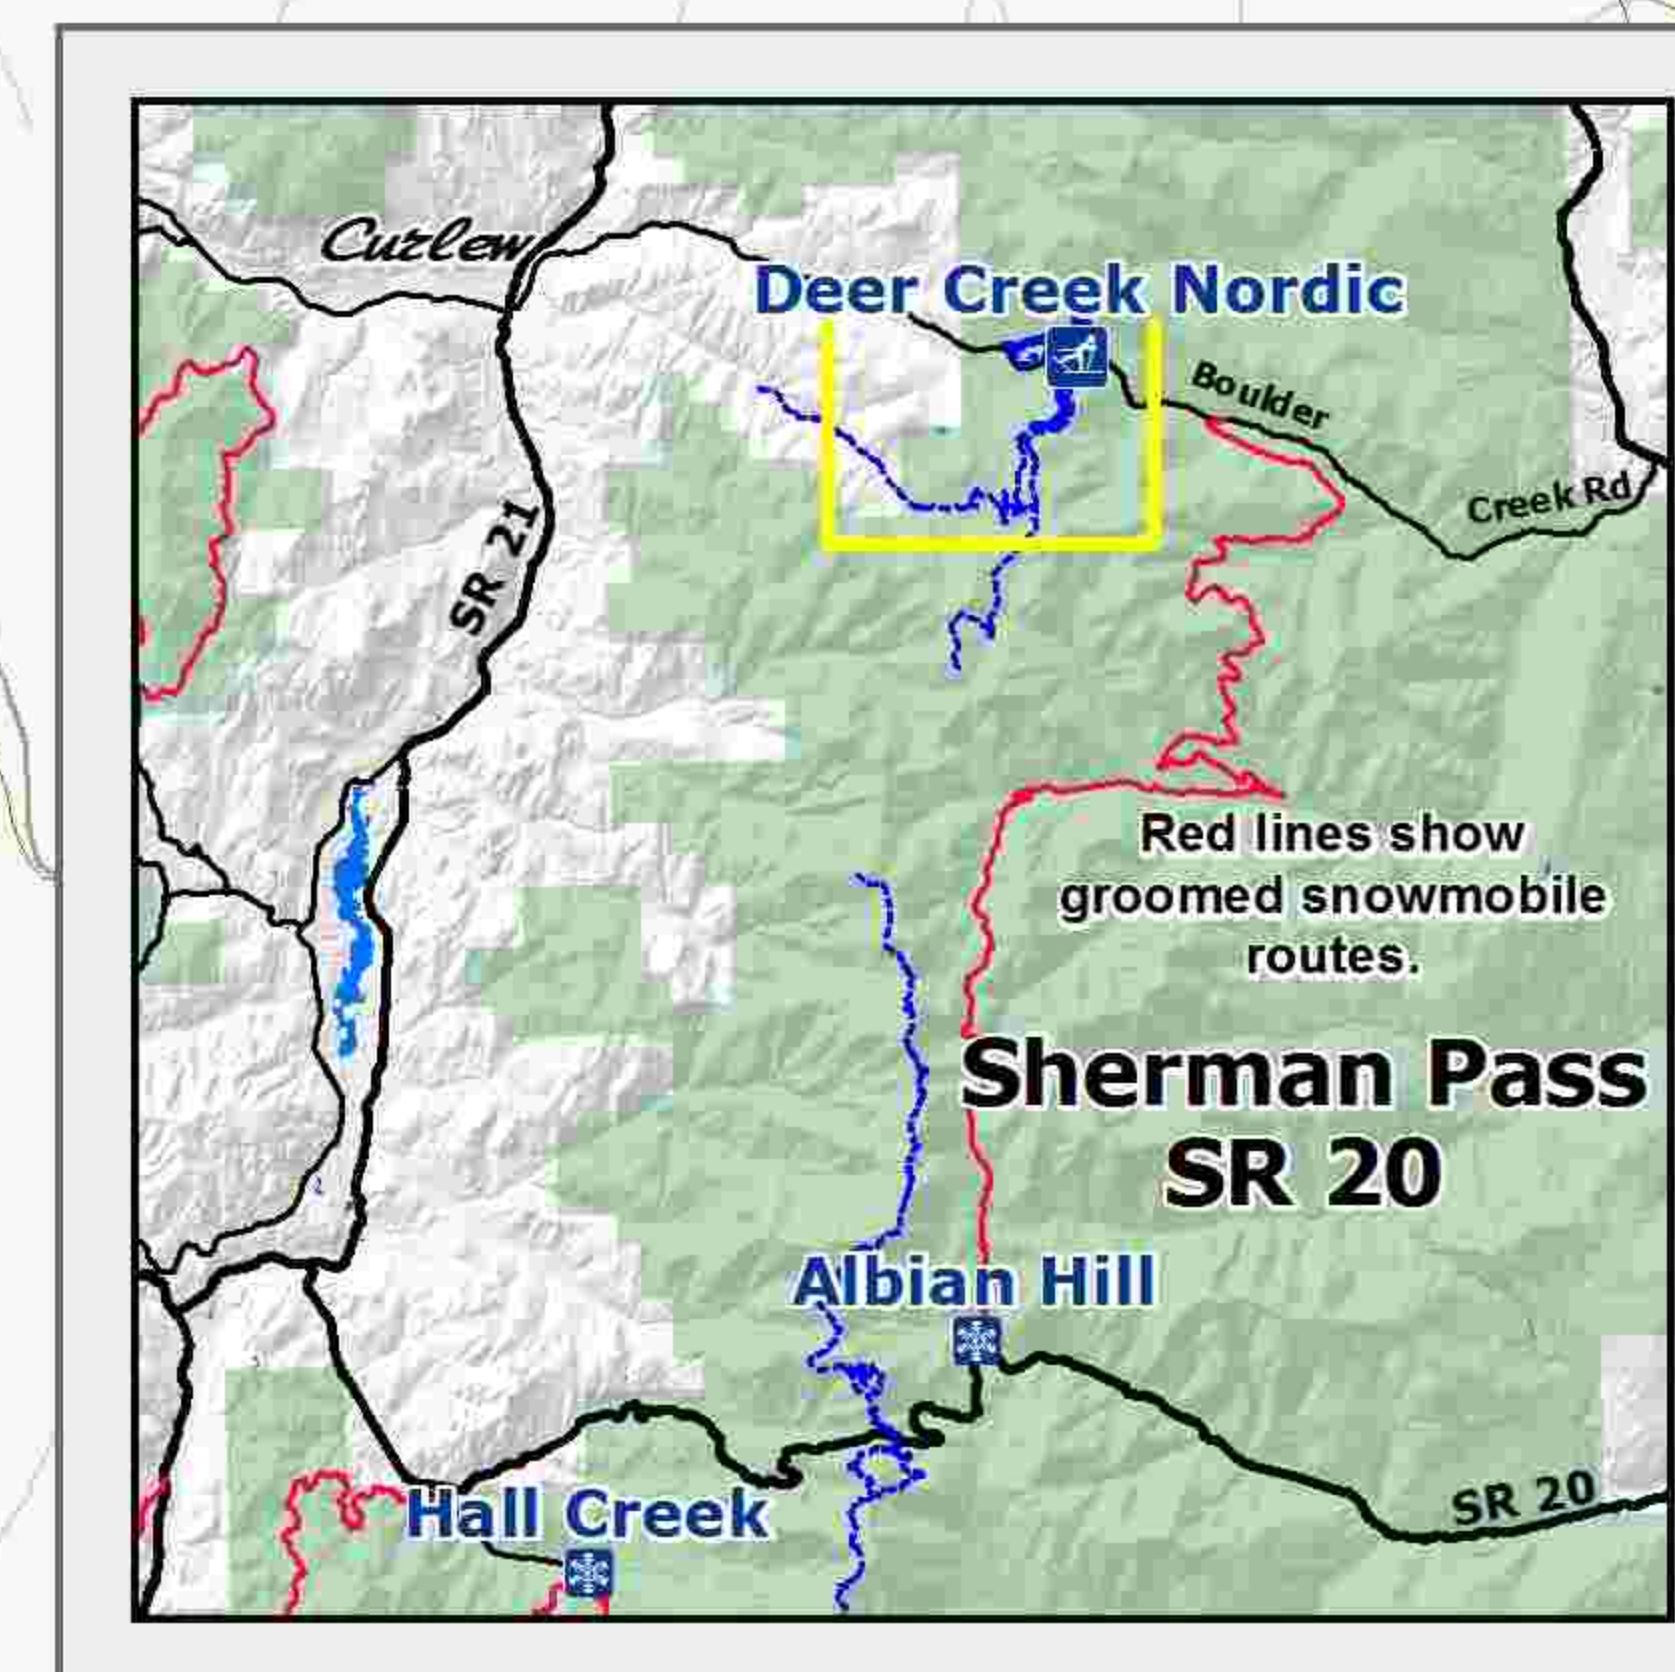 Curlew
Deer Creek Nordic
Boulder
Creek Rd
SR 21
Red lines show
groomed snowmobile
routes.
Sherman Pass
SR 20
Albian Hill
SR 20
Hall Creek